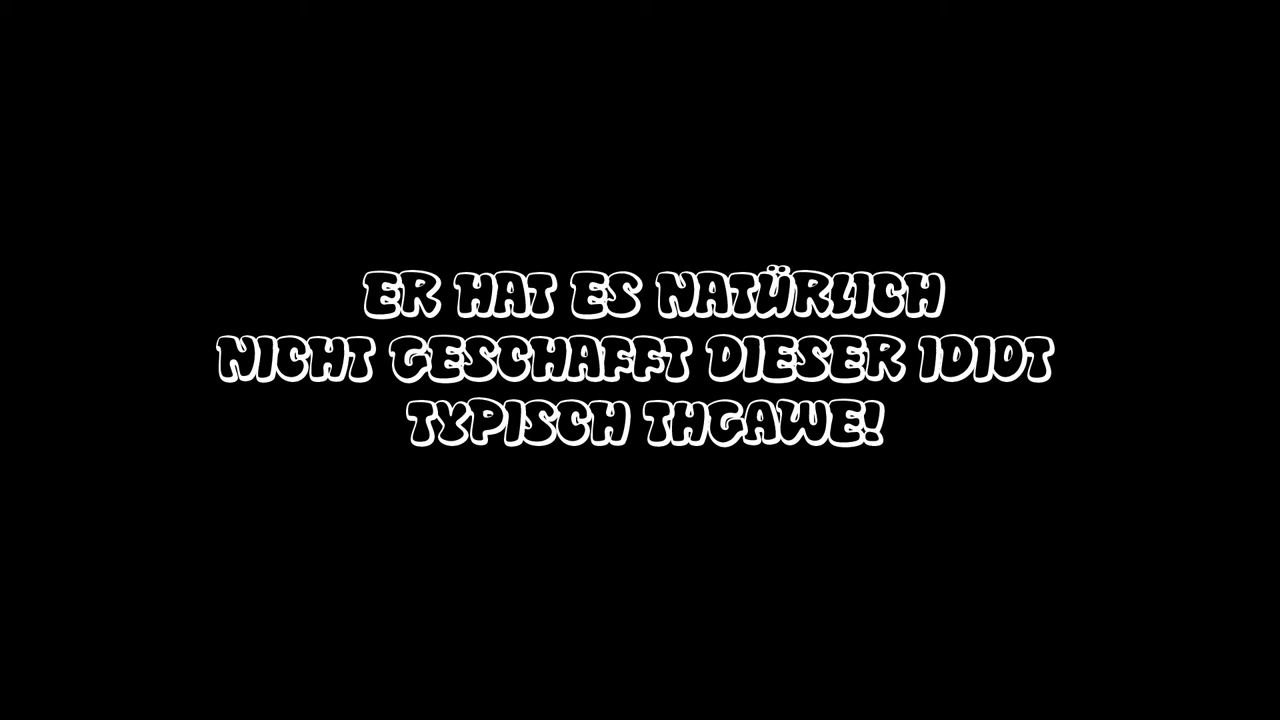 ER HAT ES NATÜRLICH
NICHT GESCHAFFT DIESER IDIOT
TYPISCH THGAWE!